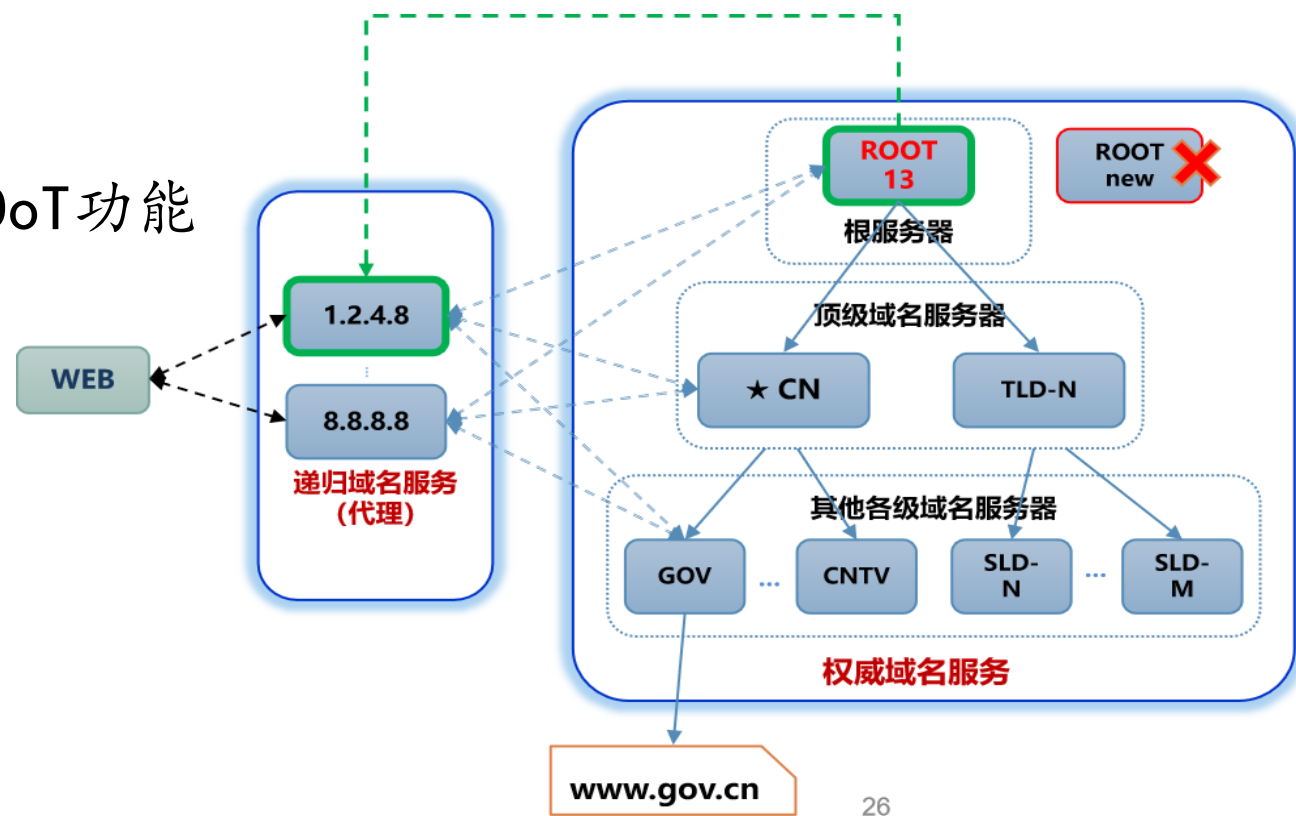 oT功能
WEB
1.2.4.8
8.8.8.8
递归域名服务
(代理)
ROOT
13
根服务器
ROOT
new
顶级域名服务器
★ CN
TLD-N
其他各级域名服务器
GOV
...
CNTV
SLD-
N
...
SLD-
M
权威域名服务
www.gov.cn
26